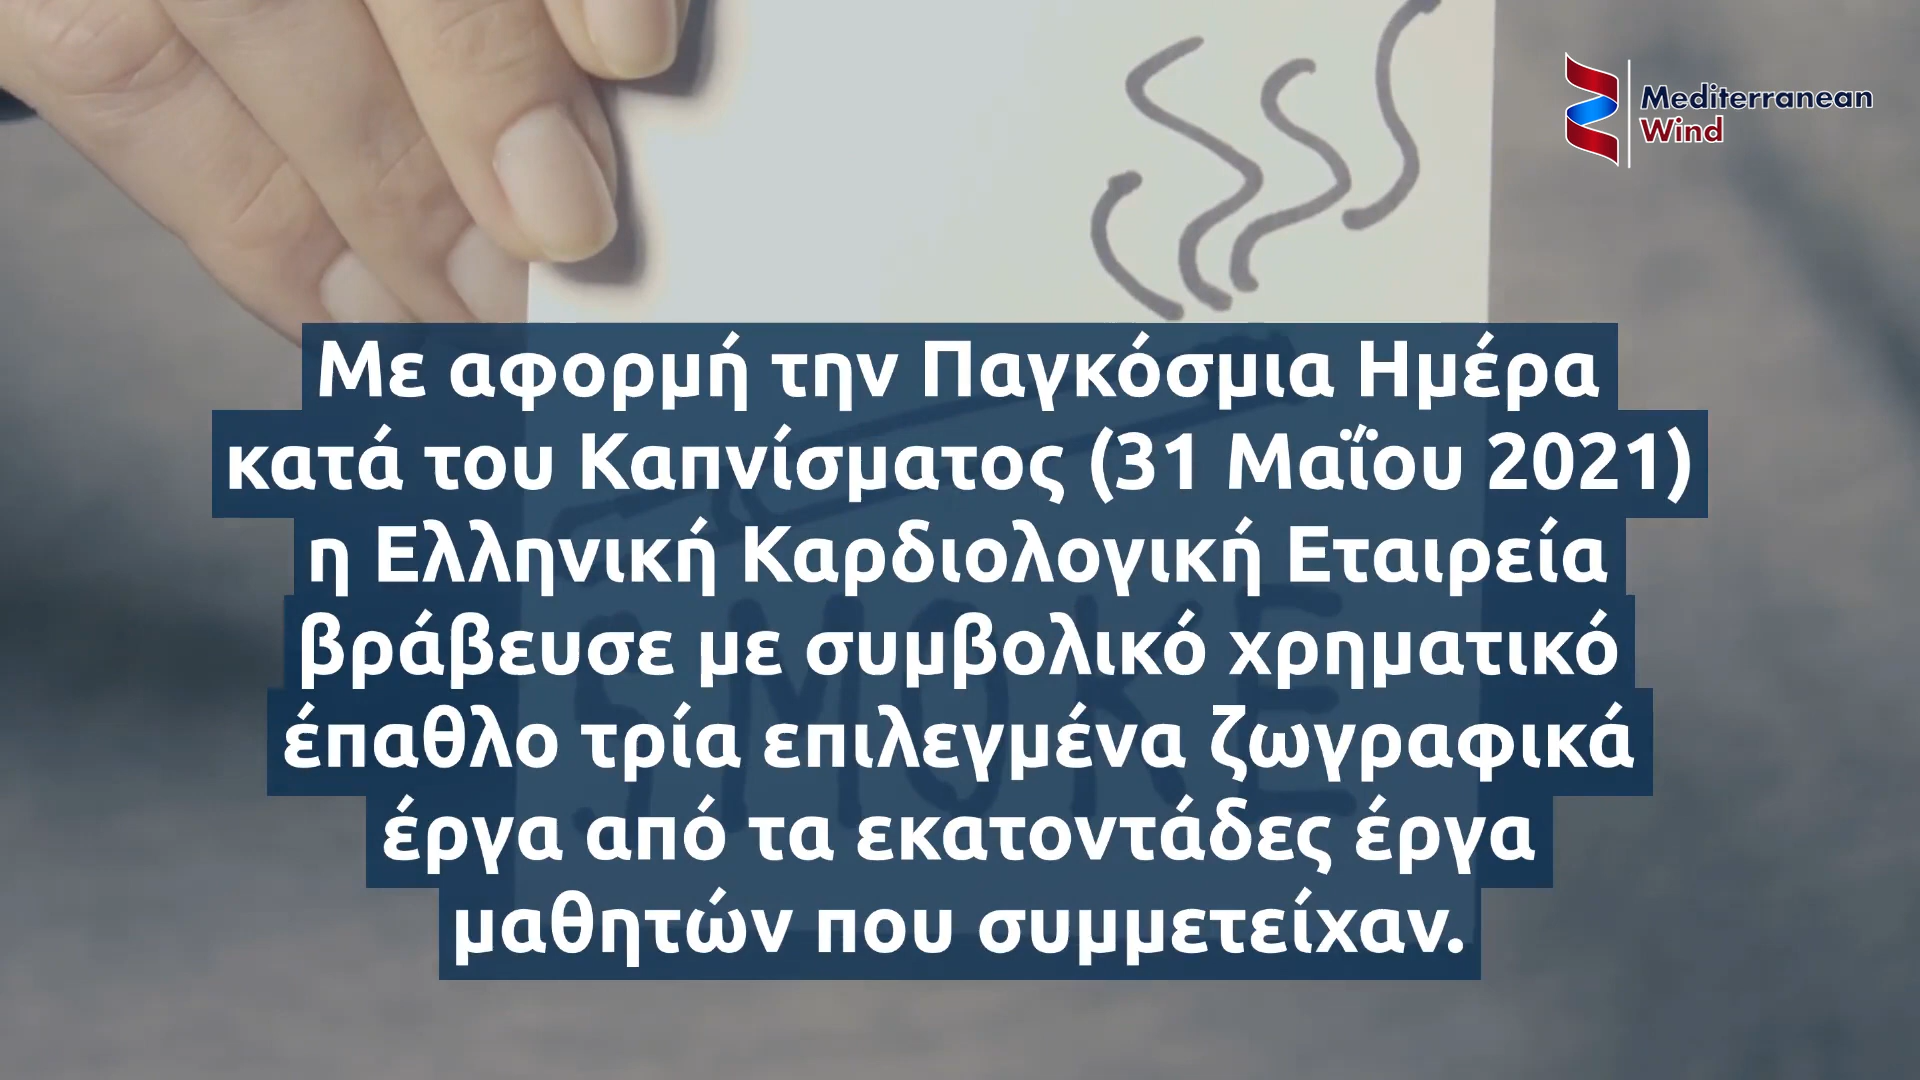 Mediterranean
Wind
Με αφορμή την Παγκόσμια Ημέρα
κατά του Καπνίσματος (31 Μαΐου 2021)
η Ελληνική Καρδιολογική Εταιρεία
βράβευσε με συμβολικό χρηματικό
έπαθλο τρία επιλεγμένα ζωγραφικά
έργα από τα εκατοντάδες έργα
μαθητών που συμμετείχαν.
SMOKE